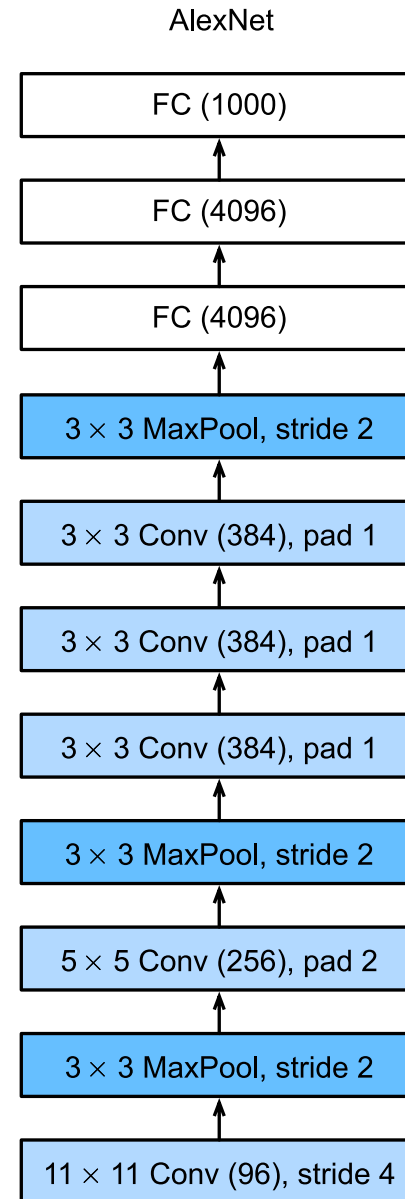 AlexNet
FC (1000)
FC (4096)
FC (4096)
3 × 3 MaxPool, stride 2
3 × 3 Conv (384), pad 1
3 × 3 Conv (384), pad 1
3 × 3 Conv (384), pad 1
3 × 3 MaxPool, stride 2
5 × 5 Conv (256), pad 2
3 × 3 MaxPool, stride 2
11 × 11 Conv (96), stride 4